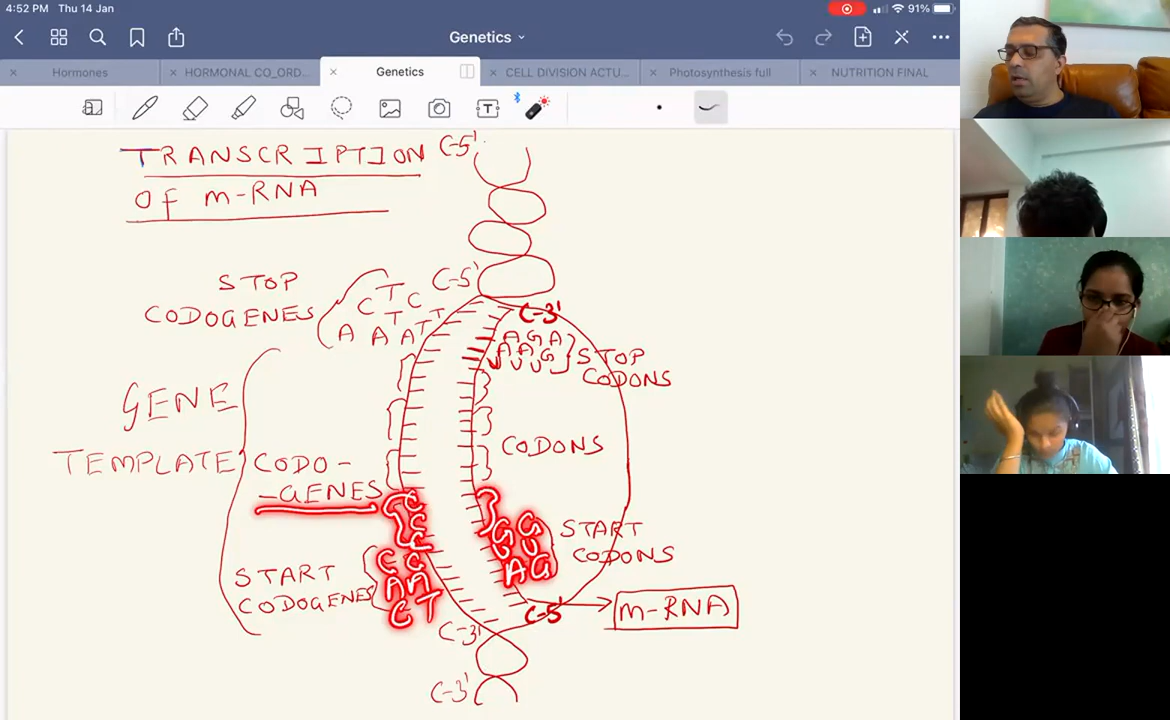 4:52 PM Thu 14 Jan
91%
Genetics
Hormones
HORMONAL CO_ORD...
Genetics
CELL DIVISION ACTU...
Photosynthesis full
NUTRITION FINAL
TRANSCRIPTION
OF m-RNA
C-5'
STOP
CODOGENES
C-5'
C T C
A A A
T T T
C-3'
A G A
A A G
U U U G
STOP
CODONS
GENE
TEMPLATE
CODO-
-GENES
CODONS
C
C
C
START
CODOGENES
C C
A A
C T
G G
U U
A G
START
CODONS
C-5'
m-RNA
C-3'
C-3'